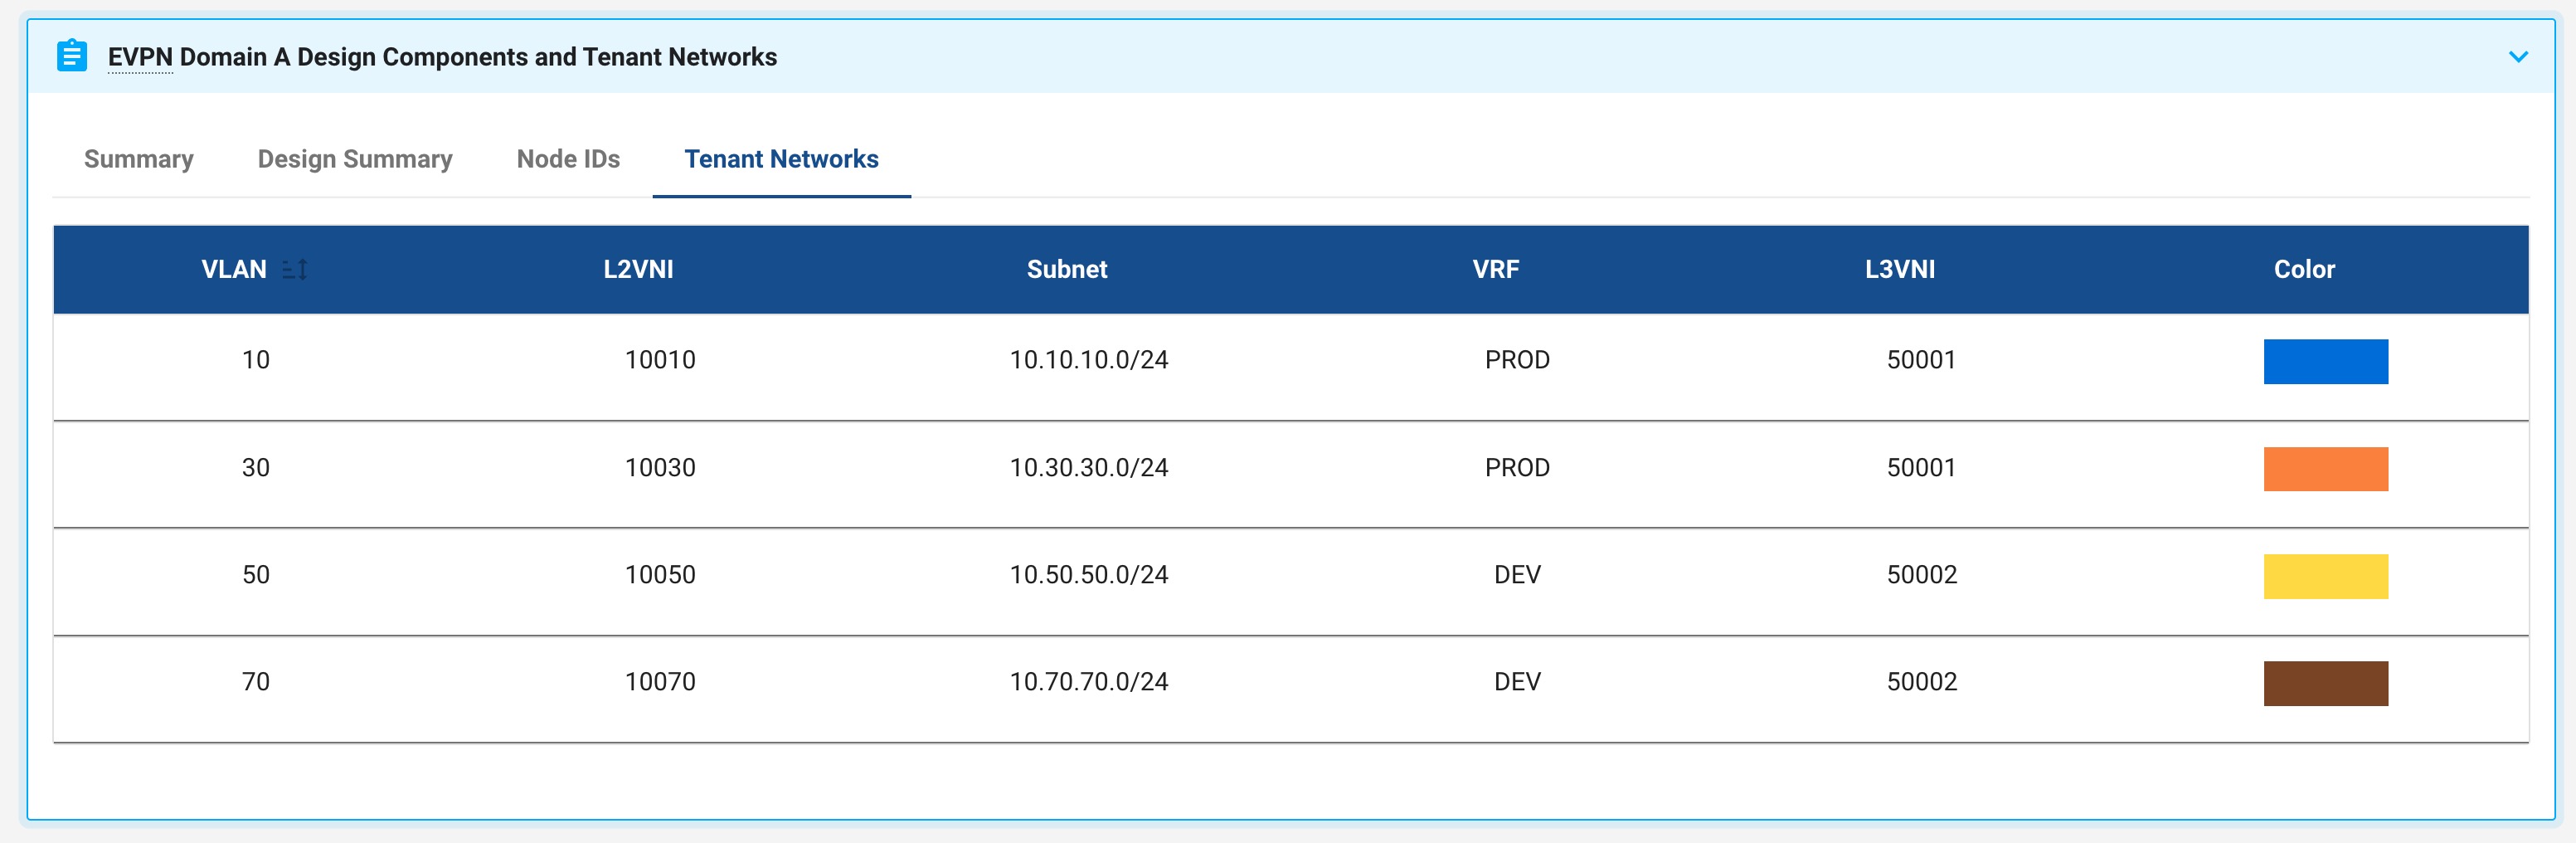 EVPN Domain A Design Components and Tenant Networks
Summary Design Summary Node IDs Tenant Networks
VLAN L2VNI Subnet VRF L3VNI Color
10 10010 10.10.10.0/24 PROD 50001
30 10030 10.30.30.0/24 PROD 50001
50 10050 10.50.50.0/24 DEV 50002
70 10070 10.70.70.0/24 DEV 50002